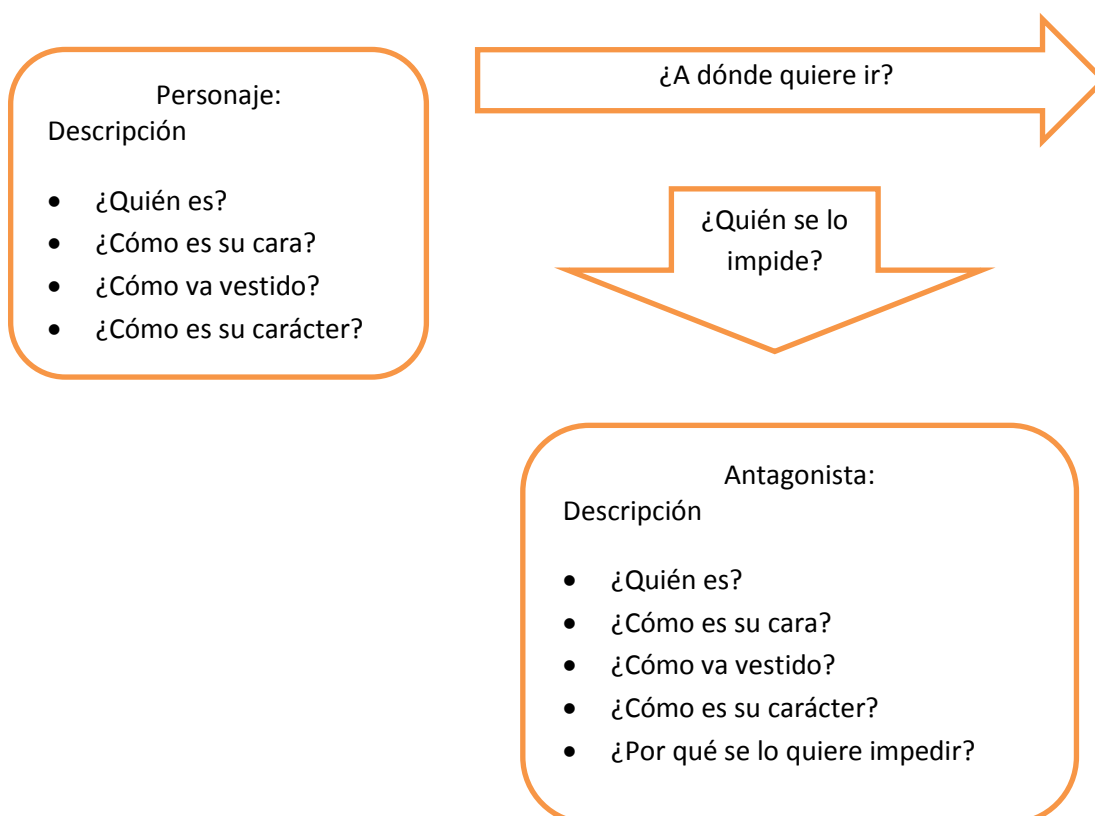 Personaje:
Descripción
• ¿Quién es?
• ¿Cómo es su cara?
• ¿Cómo va vestido?
• ¿Cómo es su carácter?
¿A dónde quiere ir?
¿Quién se lo
impide?
Antagonista:
Descripción
• ¿Quién es?
• ¿Cómo es su cara?
• ¿Cómo va vestido?
• ¿Cómo es su carácter?
• ¿Por qué se lo quiere impedir?